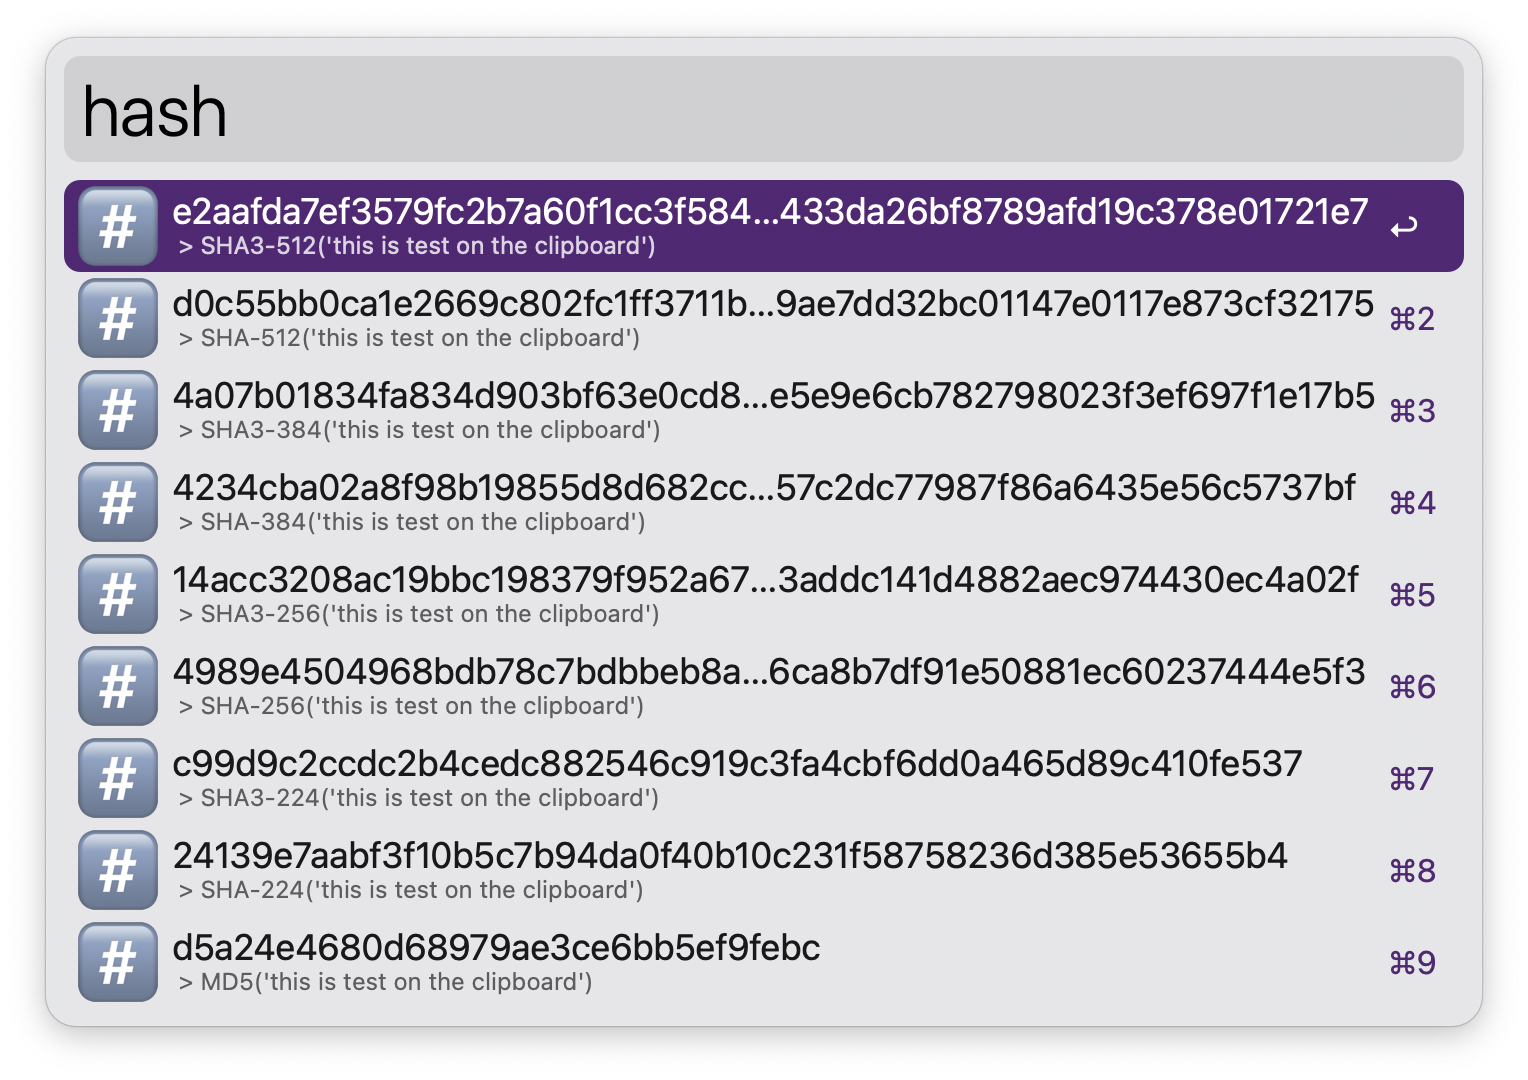 hash
# e2aafda7ef3579fc2b7a60f1cc3f584...433da26bf8789afd19c378e01721e7 ↩
> SHA3-512('this is test on the clipboard')
# d0c55bb0ca1e2669c802fc1ff3711b...9ae7dd32bc01147e0117e873cf32175 ⌘2
> SHA-512('this is test on the clipboard')
# 4a07b01834fa834d903bf63e0cd8...e5e9e6cb782798023f3ef697f1e17b5 ⌘3
> SHA3-384('this is test on the clipboard')
# 4234cba02a8f98b19855d8d682cc...57c2dc77987f86a6435e56c5737bf ⌘4
> SHA-384('this is test on the clipboard')
# 14acc3208ac19bbc198379f952a67...3addc141d4882aec974430ec4a02f ⌘5
> SHA3-256('this is test on the clipboard')
# 4989e4504968bdb78c7bdbbeb8a...6ca8b7df91e50881ec60237444e5f3 ⌘6
> SHA-256('this is test on the clipboard')
# c99d9c2ccdc2b4cedc882546c919c3fa4cbf6dd0a465d89c410fe537 ⌘7
> SHA3-224('this is test on the clipboard')
# 24139e7aabf3f10b5c7b94da0f40b10c231f58758236d385e53655b4 ⌘8
> SHA-224('this is test on the clipboard')
# d5a24e4680d68979ae3ce6bb5ef9febc ⌘9
> MD5('this is test on the clipboard')